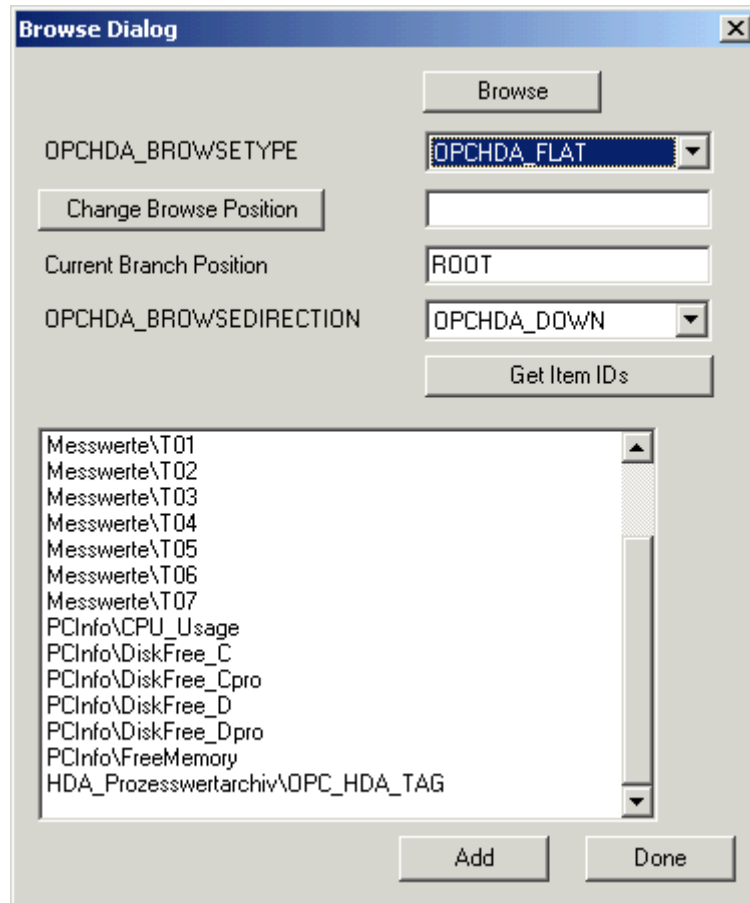 Browse Dialog
Browse
OPCHDA_BROWSETYPE OPCHDA_FLAT
Change Browse Position
Current Branch Position ROOT
OPCHDA_BROWSEDIRECTION OPCHDA_DOWN
Get Item IDs
Messwerte\T01
Messwerte\T02
Messwerte\T03
Messwerte\T04
Messwerte\T05
Messwerte\T06
Messwerte\T07
PCInfo\CPU_Usage
PCInfo\DiskFree_C
PCInfo\DiskFree_Cpro
PCInfo\DiskFree_D
PCInfo\DiskFree_Dpro
PCInfo\FreeMemory
HDA_Prozesswertarchiv\OPC_HDA_TAG
Add Done